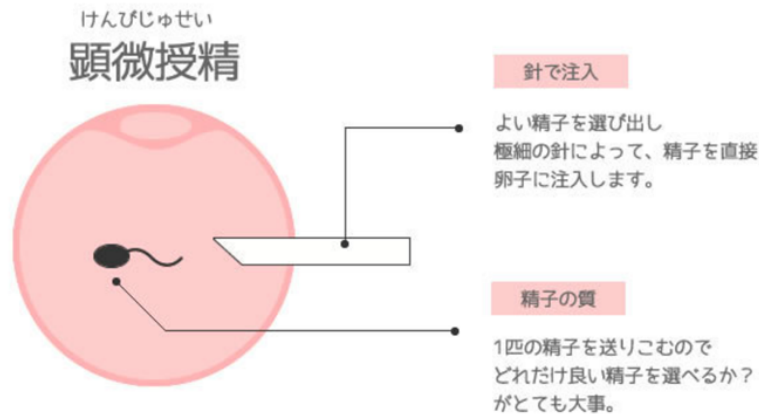 けんびじゅせい
顕微授精
針で注入
よい精子を選び出し
極細の針によって、精子を直接
卵子に注入します。
精子の質
1匹の精子を送りこむので
どれだけ良い精子を選べるか?
がとても大事。